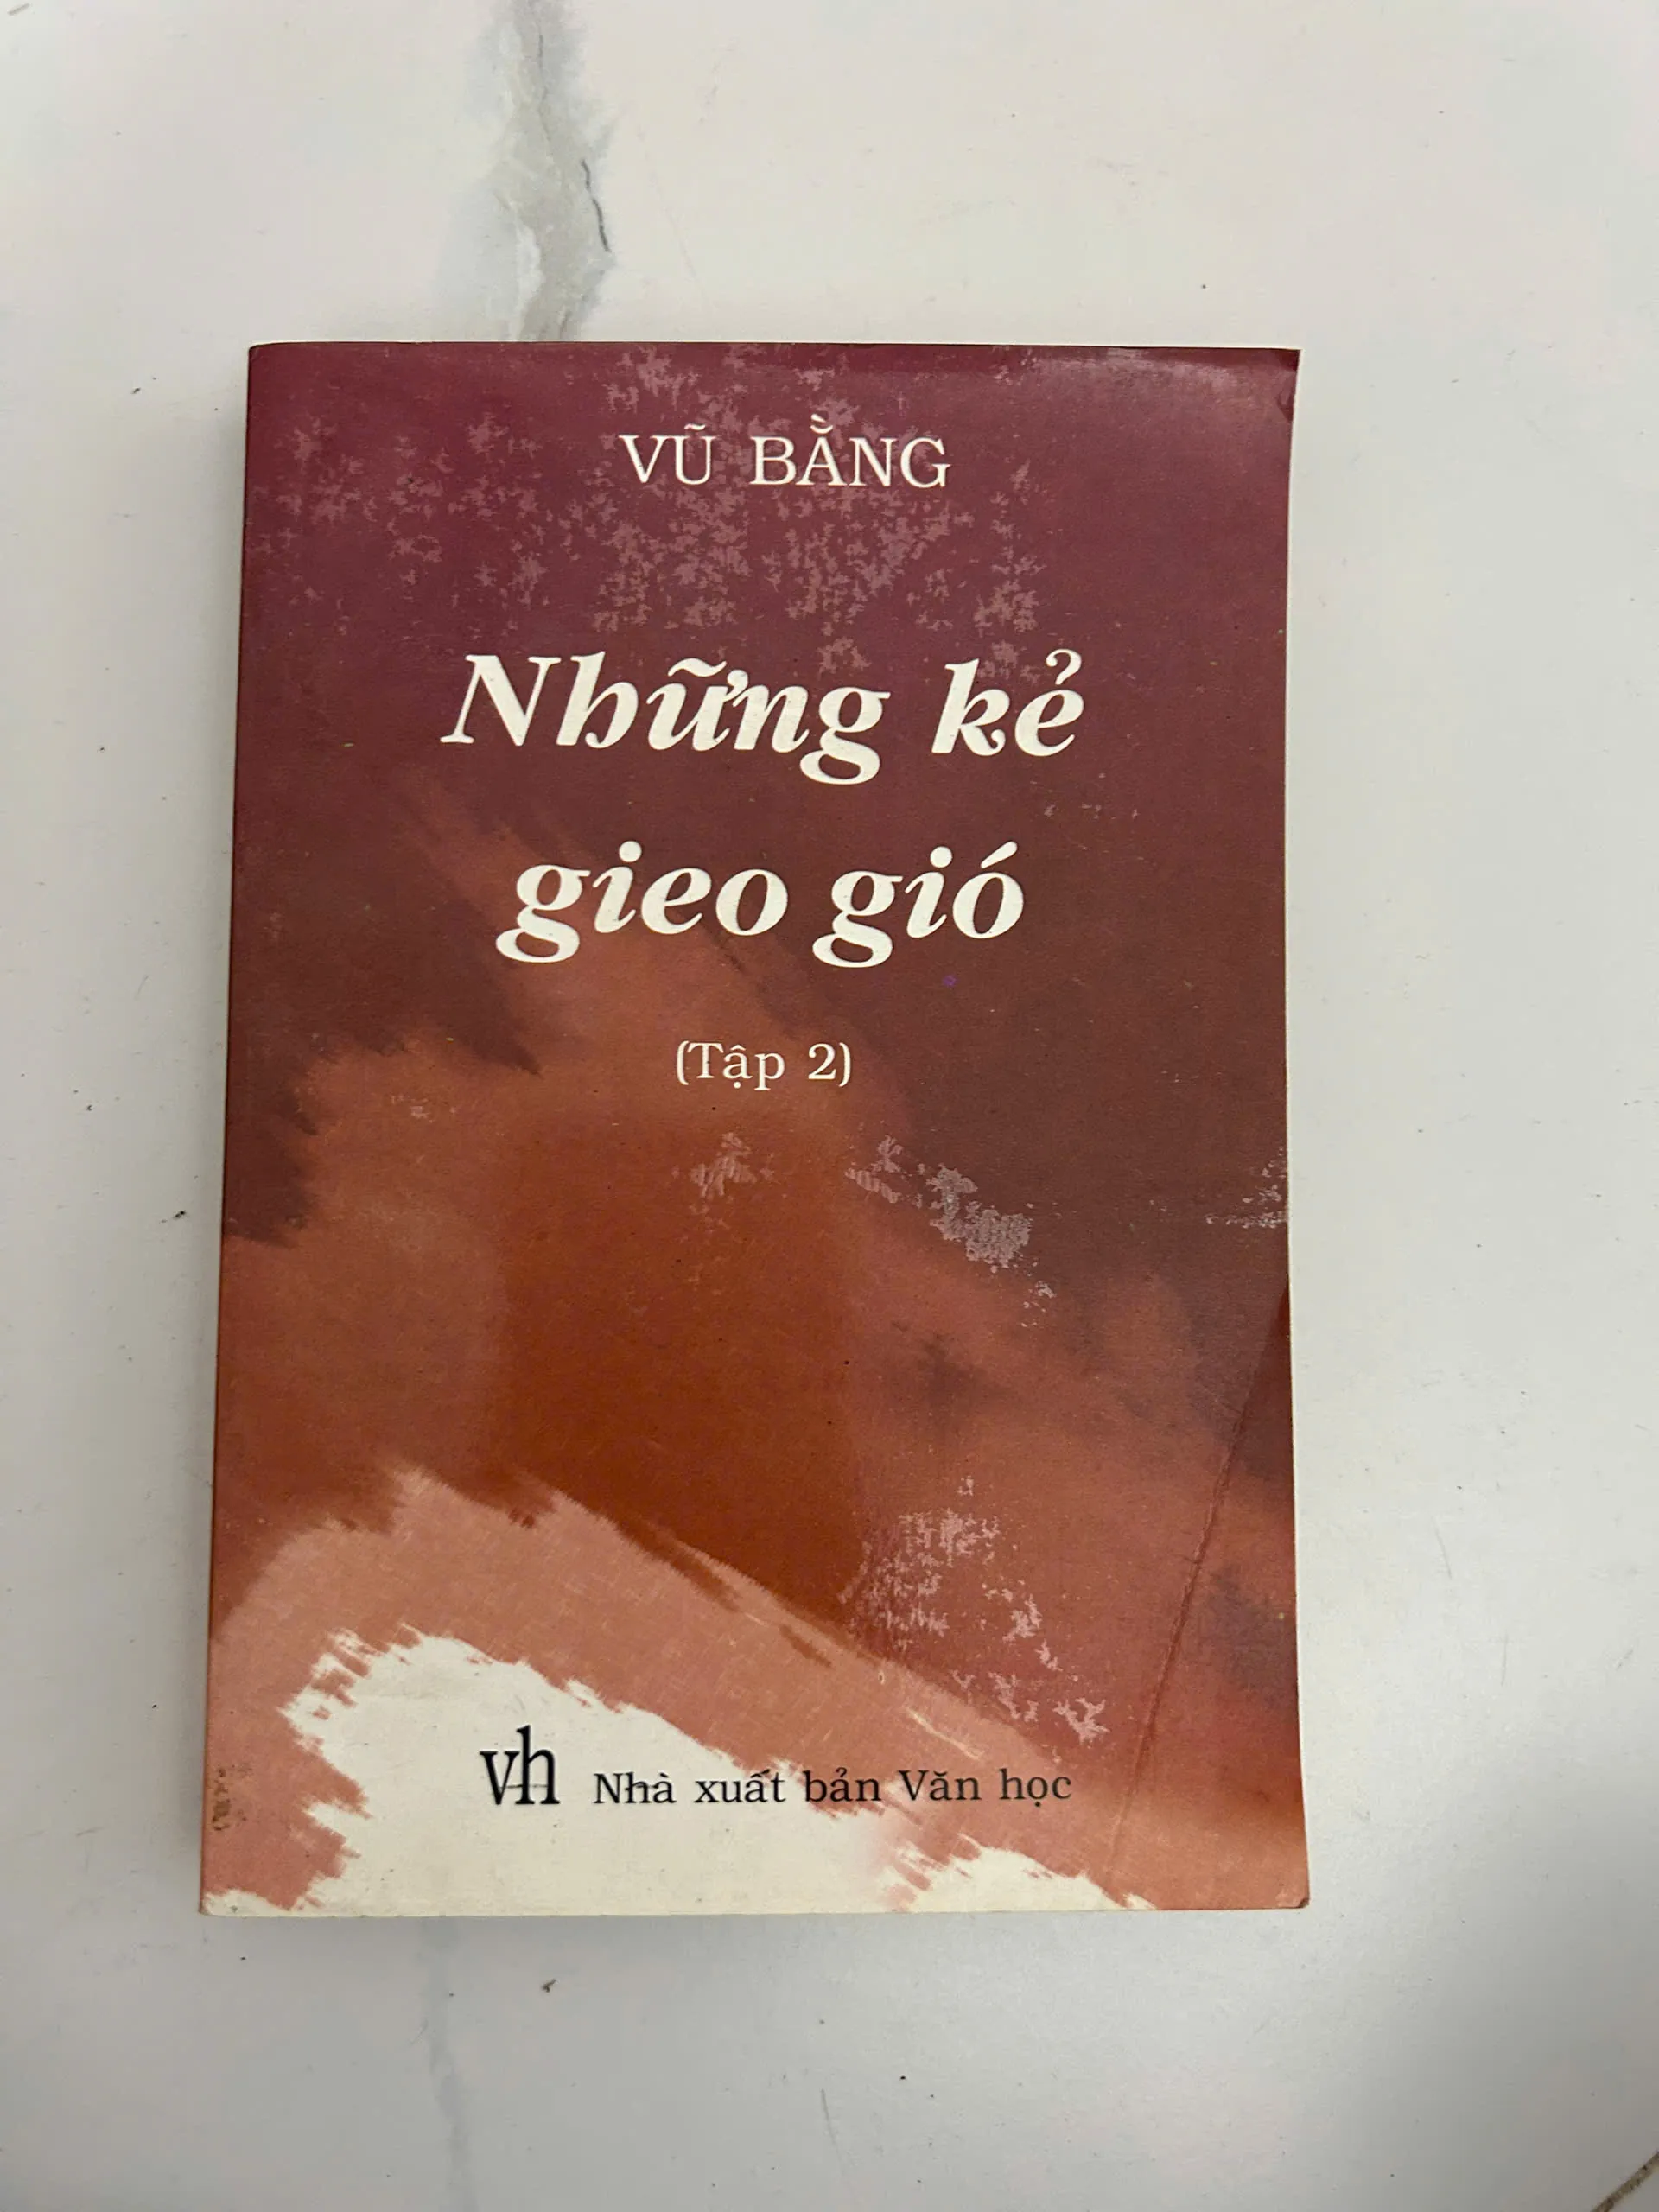 VŨ BẰNG
Những kẻ
gieo gió
(Tập 2)
vh Nhà xuất bản Văn học